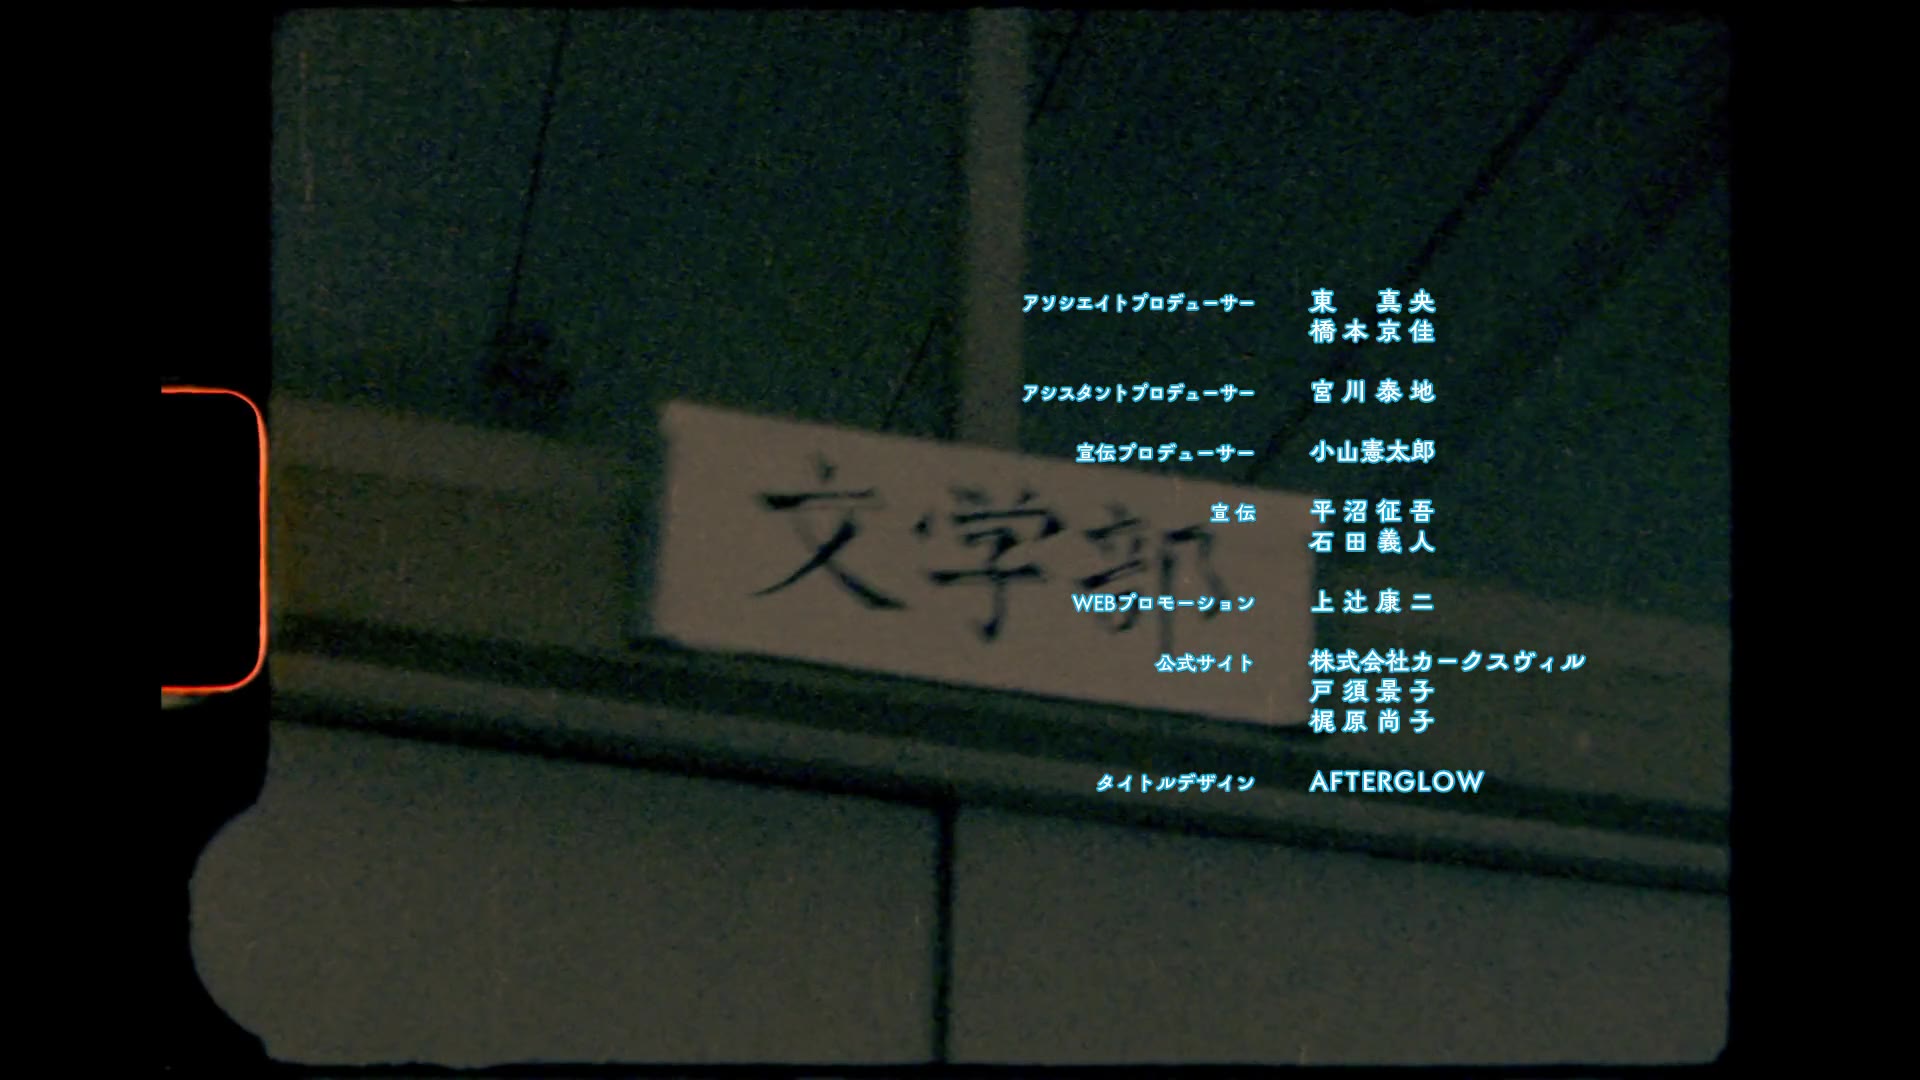 文学部
アソシエイトプロデューサー 東 真央
橋本京佳
アシスタントプロデューサー 宮川泰地
宣伝プロデューサー 小山憲太郎
宣伝 平沼征吾
石田義人
WEBプロモーション 上辻康二
公式サイト 株式会社カークスヴィル
戸須景子
梶原尚子
タイトルデザイン AFTERGLOW